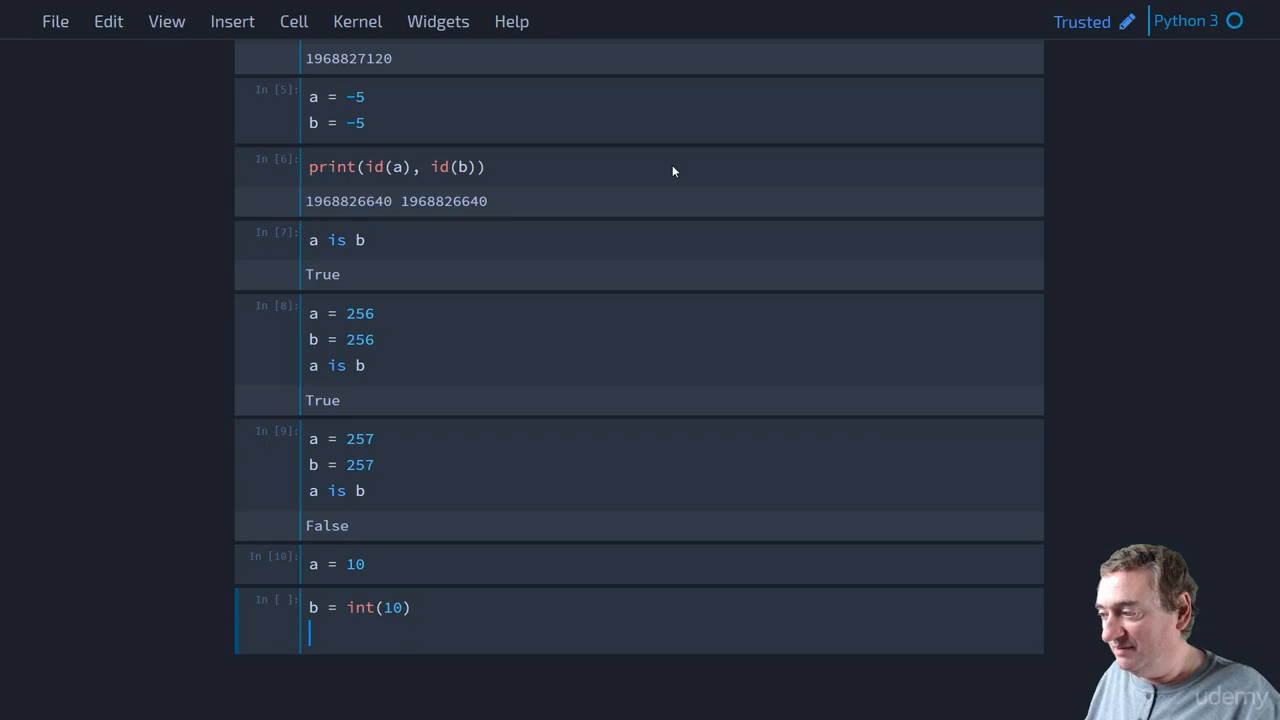 File Edit View Insert Cell Kernel Widgets Help Trusted Python 3
1968827120
In [5]: a = -5
b = -5
In [6]: print(id(a), id(b))
1968826640 1968826640
In [7]: a is b
True
In [8]: a = 256
b = 256
a is b
True
In [9]: a = 257
b = 257
a is b
False
In [10]: a = 10
In [ ]: b = int(10)
udemy